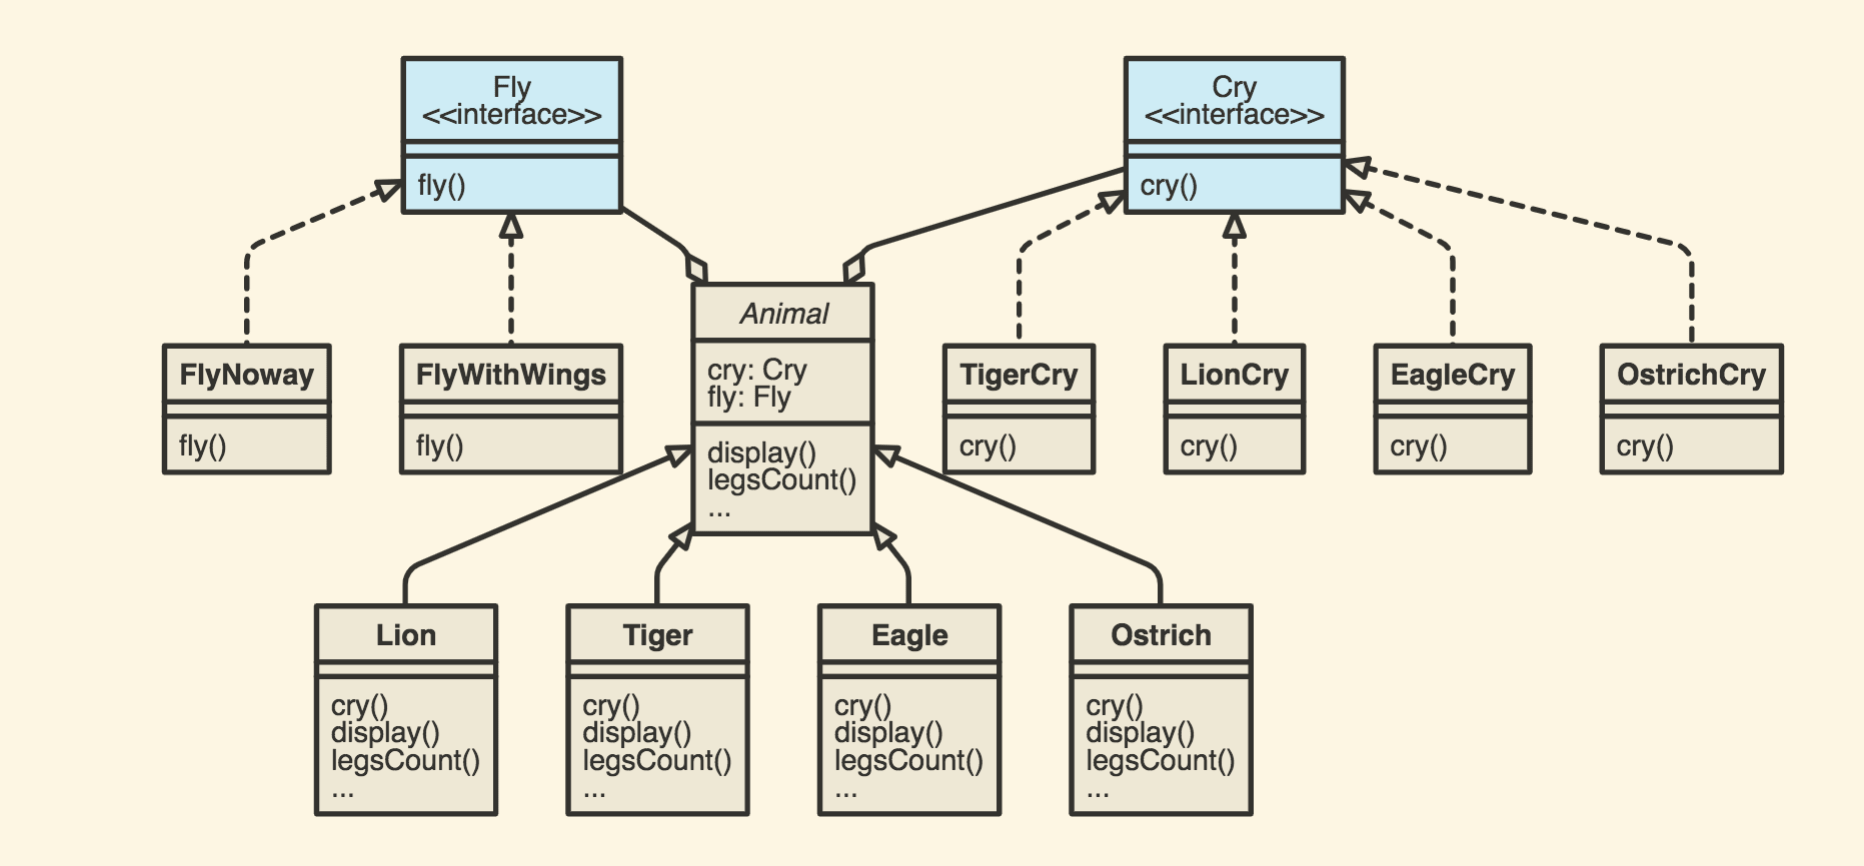 Fly
<<interface>>
fly()
Cry
<<interface>>
cry()
FlyNoway
fly()
FlyWithWings
fly()
Animal
cry: Cry
fly: Fly
display()
legsCount()
...
TigerCry
cry()
LionCry
cry()
EagleCry
cry()
OstrichCry
cry()
Lion
cry()
display()
legsCount()
...
Tiger
cry()
display()
legsCount()
...
Eagle
cry()
display()
legsCount()
...
Ostrich
cry()
display()
legsCount()
...